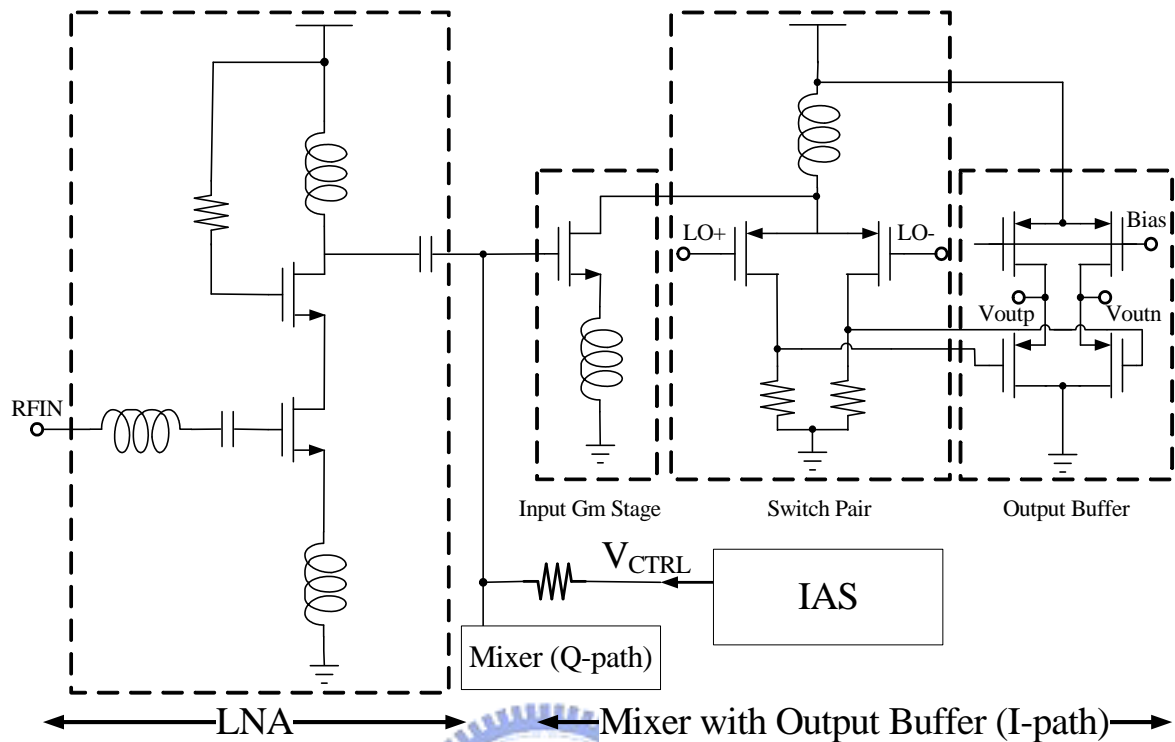 LO+
LO-
Bias
Voutp
Voutn
RFIN
Input Gm Stage
Switch Pair
Output Buffer
VCTRL
IAS
Mixer (Q-path)
LNA
Mixer with Output Buffer (I-path)